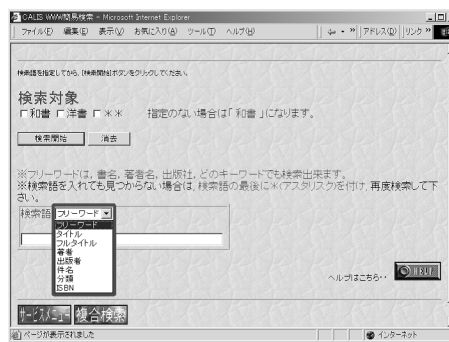 CALIS WWW簡易検索 - Microsoft Internet Explorer
ファイル(F) 編集(E) 表示(V) お気に入り(A) ツール(T) ヘルプ(H) アドレス(D) リンク
検索語を指定してから、[検索開始]ボタンをクリックしてください。
検索対象
和書 洋書 ** 指定のない場合は「和書」になります。
検索開始 消去
※フリーワードは、書名、著者名、出版社、どのキーワードでも検索出来ます。
※検索語を入れても見つからない場合は、検索語の最後に*(アスタリスク)を付け、再度検索して下
さい。
検索語 フリーワード
フリーワード
タイトル
フルタイトル
著者
出版者
件名
分類
ISBN
ヘルプはこちら・・ HELP
サービスメニュー 複合検索
ページが表示されました インターネット